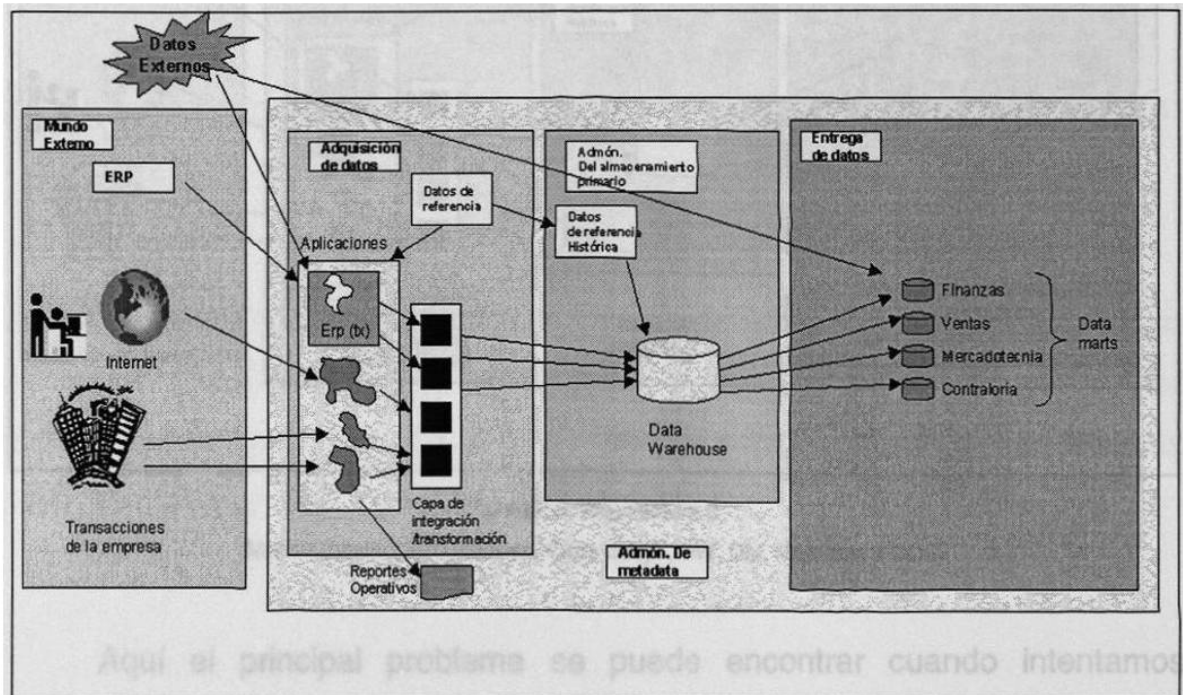 Datos
Externos
Mundo
Externo
ERP
Internet
Transacciones
de la empresa
Adquisición
de datos
Datos de
referencia
Aplicaciones
Erp (tx)
Capa de
integración
/transformación
Reportes
Operativos
Admón.
Del almaceramiento
primario
Datos
de referencia
Histórica
Data
Warehouse
Admón. De
metadata
Entrega
de datos
Finanzas
Ventas
Mercadotecnia
Contraloria
Data
marts
Aquí el principal problema se puede encontrar cuando intentamos